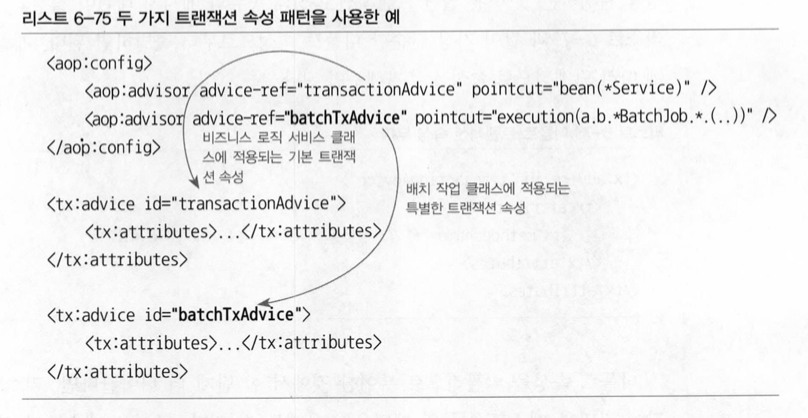 리스트 6-75 두 가지 트랜잭션 속성 패턴을 사용한 예
<aop:config>
<aop:advisor advice-ref="transactionAdvice" pointcut="bean(*Service)" />
<aop:advisor advice-ref="batchTxAdvice" pointcut="execution(a.b.*BatchJob.*.(..))" />
</aop:config>
비즈니스 로직 서비스 클래
스에 적용되는 기본 트랜잭
션 속성
배치 작업 클래스에 적용되는
특별한 트랜잭션 속성
<tx:advice id="transactionAdvice">
<tx:attributes>...</tx:attributes>
</tx:attributes>
<tx:advice id="batchTxAdvice">
<tx:attributes>...</tx:attributes>
</tx:attributes>